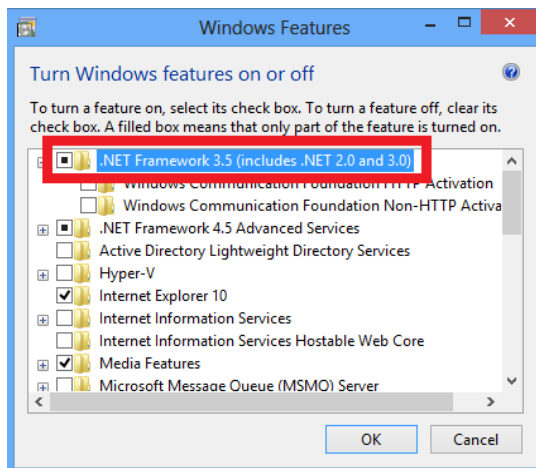 Windows Features
Turn Windows features on or off
To turn a feature on, select its check box. To turn a feature off, clear its
check box. A filled box means that only part of the feature is turned on.
.NET Framework 3.5 (includes .NET 2.0 and 3.0)
Windows Communication Foundation HTTP Activation
Windows Communication Foundation Non-HTTP Activa
.NET Framework 4.5 Advanced Services
Active Directory Lightweight Directory Services
Hyper-V
Internet Explorer 10
Internet Information Services
Internet Information Services Hostable Web Core
Media Features
Microsoft Message Queue (MSMQ) Server
OK
Cancel